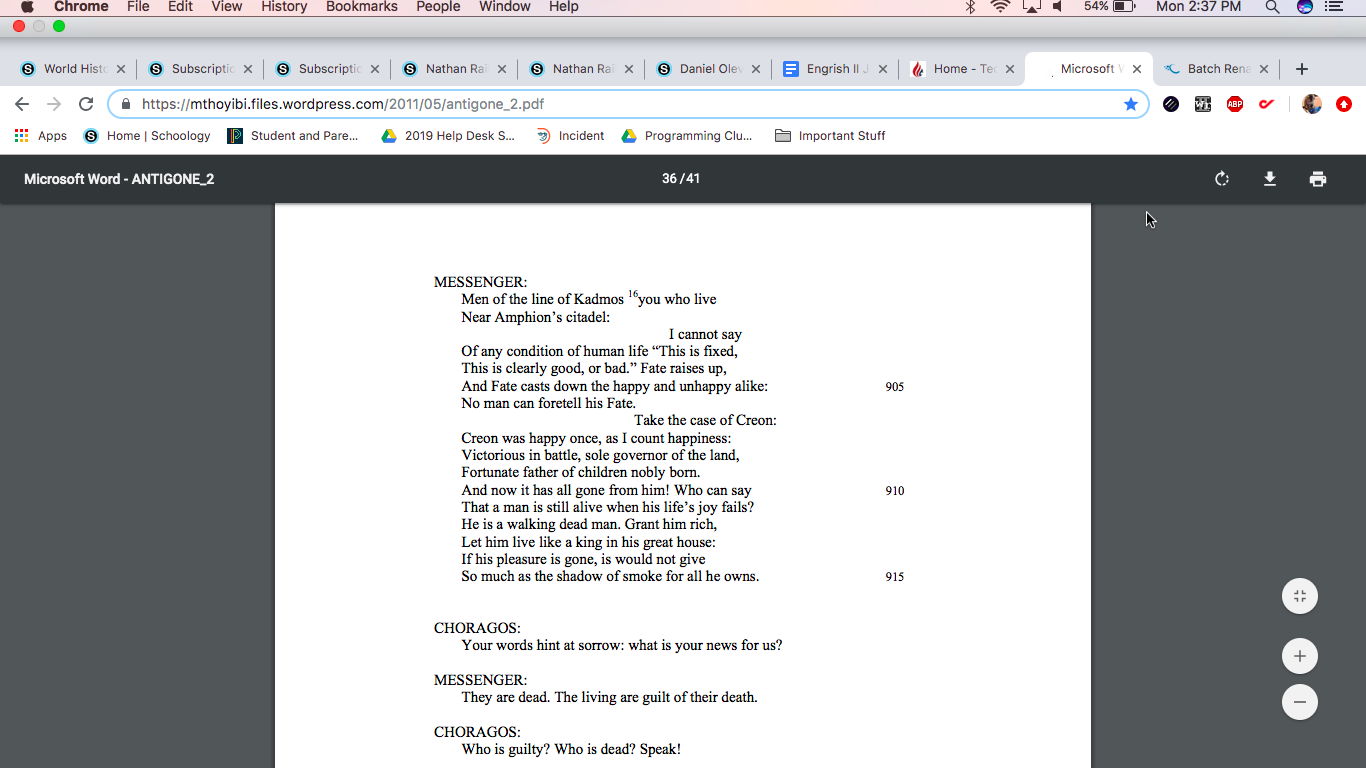 Chrome File Edit View History Bookmarks People Window Help 54% Mon 2:37 PM
World Histo Subscriptio Subscriptio Nathan Rai Nathan Rai Daniel Olev Engrish II J Home - Tec Microsoft W Batch Rena
https://mthoyibi.files.wordpress.com/2011/05/antigone_2.pdf ABP
Apps Home | Schoology Student and Pare... 2019 Help Desk S... Incident Programming Clu... Important Stuff
Microsoft Word - ANTIGONE_2 36 / 41
MESSENGER:
Men of the line of Kadmos 16you who live
Near Amphion's citadel:
I cannot say
Of any condition of human life “This is fixed,
This is clearly good, or bad.” Fate raises up,
And Fate casts down the happy and unhappy alike: 905
No man can foretell his Fate.
Take the case of Creon:
Creon was happy once, as I count happiness:
Victorious in battle, sole governor of the land,
Fortunate father of children nobly born.
And now it has all gone from him! Who can say 910
That a man is still alive when his life's joy fails?
He is a walking dead man. Grant him rich,
Let him live like a king in his great house:
If his pleasure is gone, is would not give
So much as the shadow of smoke for all he owns. 915
CHORAGOS:
Your words hint at sorrow: what is your news for us?
MESSENGER:
They are dead. The living are guilt of their death.
CHORAGOS:
Who is guilty? Who is dead? Speak!